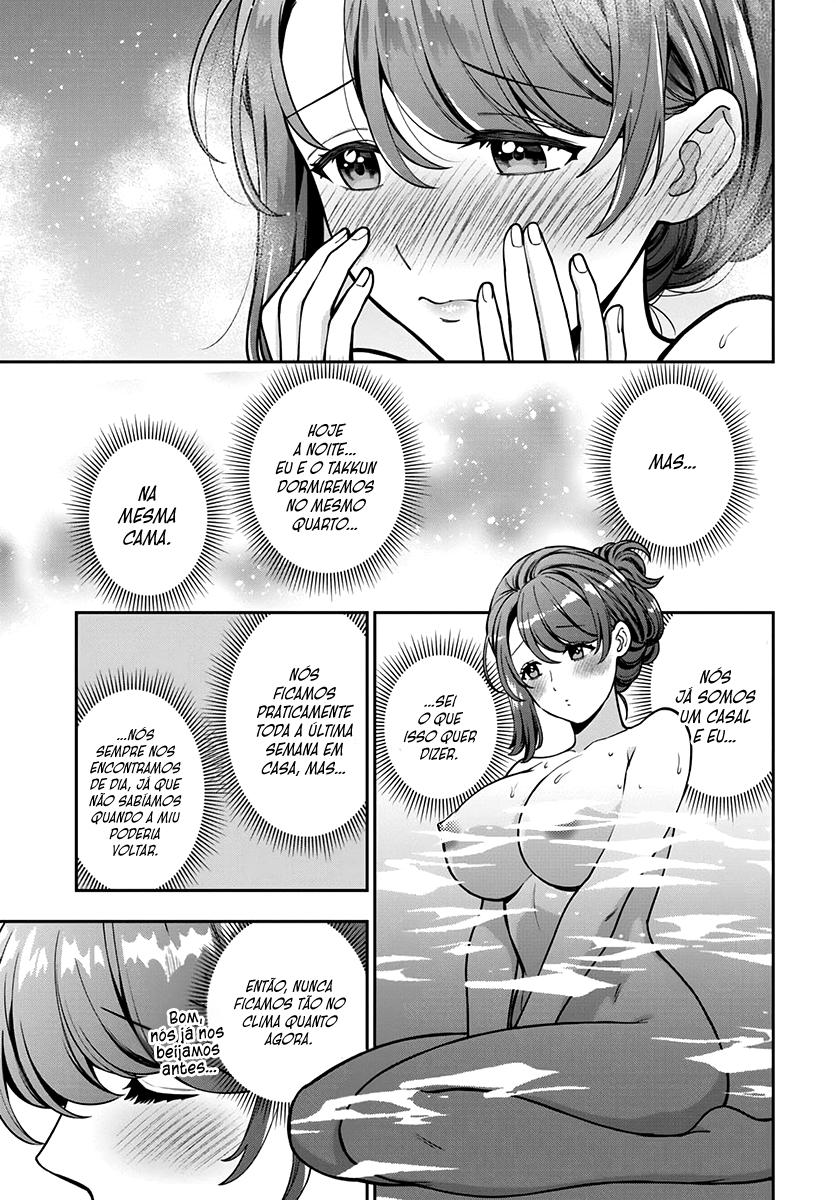 MAS...
HOJE
À NOITE...
EU E O TAKKUN
DORMIREMOS
NO MESMO
QUARTO...
NA
MESMA
CAMA.
NÓS
JÁ SOMOS
UM CASAL
E EU...
...SEI
O QUE
ISSO QUER
DIZER.
NÓS
FICAMOS
PRATICAMENTE
TODA A ÚLTIMA
SEMANA EM
CASA, MAS...
...NÓS
SEMPRE NOS
ENCONTRAMOS
DE DIA, JÁ QUE
NÃO SABÍAMOS
QUANDO A MIU
PODERIA
VOLTAR.
ENTÃO, NUNCA
FICAMOS TÃO NO
CLIMA QUANTO
AGORA.
Bom,
nós já nos
beijamos
antes...